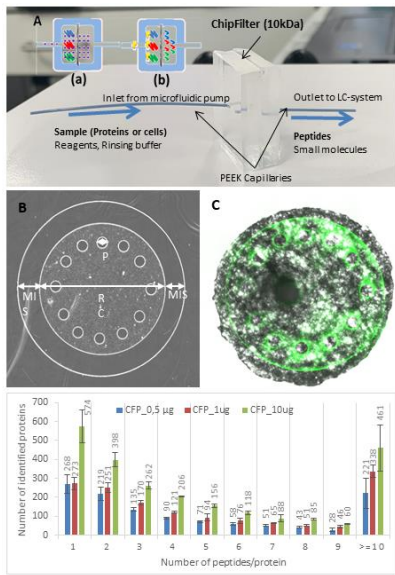 A
ChipFilter (10kDa)
(a)
(b)
Inlet from microfluidic pump
Outlet to LC-system
Sample (Proteins or cells)
Reagents, Rinsing buffer
Peptides
Small molecules
PEEK Capillaries
B
C
P
MI
S
R
C
MIS
CFP_0,5 µg
CFP_1ug
CFP_10ug
Number of identified proteins
700
600
500
400
300
200
100
0
268
273
574
219
251
398
135
170
262
90
121
206
71
94
156
58
76
118
51
65
88
43
51
85
28
46
60
221
338
461
1
2
3
4
5
6
7
8
9
>=10
Number of peptides/protein